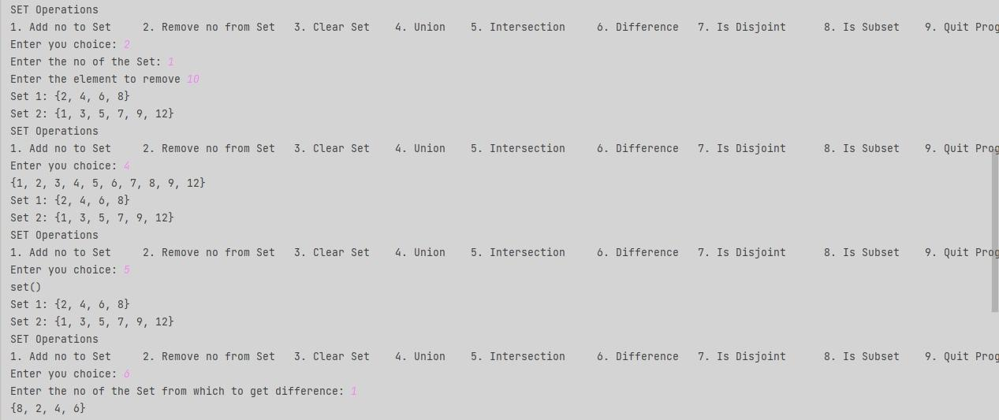 SET Operations
1. Add no to Set     2. Remove no from Set   3. Clear Set    4. Union    5. Intersection     6. Difference   7. Is Disjoint      8. Is Subset    9. Quit Prog
Enter you choice: 2
Enter the no of the Set: 1
Enter the element to remove 10
Set 1: {2, 4, 6, 8}
Set 2: {1, 3, 5, 7, 9, 12}
SET Operations
1. Add no to Set     2. Remove no from Set   3. Clear Set    4. Union    5. Intersection     6. Difference   7. Is Disjoint      8. Is Subset    9. Quit Prog
Enter you choice: 4
{1, 2, 3, 4, 5, 6, 7, 8, 9, 12}
Set 1: {2, 4, 6, 8}
Set 2: {1, 3, 5, 7, 9, 12}
SET Operations
1. Add no to Set     2. Remove no from Set   3. Clear Set    4. Union    5. Intersection     6. Difference   7. Is Disjoint      8. Is Subset    9. Quit Prog
Enter you choice: 5
set()
Set 1: {2, 4, 6, 8}
Set 2: {1, 3, 5, 7, 9, 12}
SET Operations
1. Add no to Set     2. Remove no from Set   3. Clear Set    4. Union    5. Intersection     6. Difference   7. Is Disjoint      8. Is Subset    9. Quit Prog
Enter you choice: 6
Enter the no of the Set from which to get difference: 1
{8, 2, 4, 6}